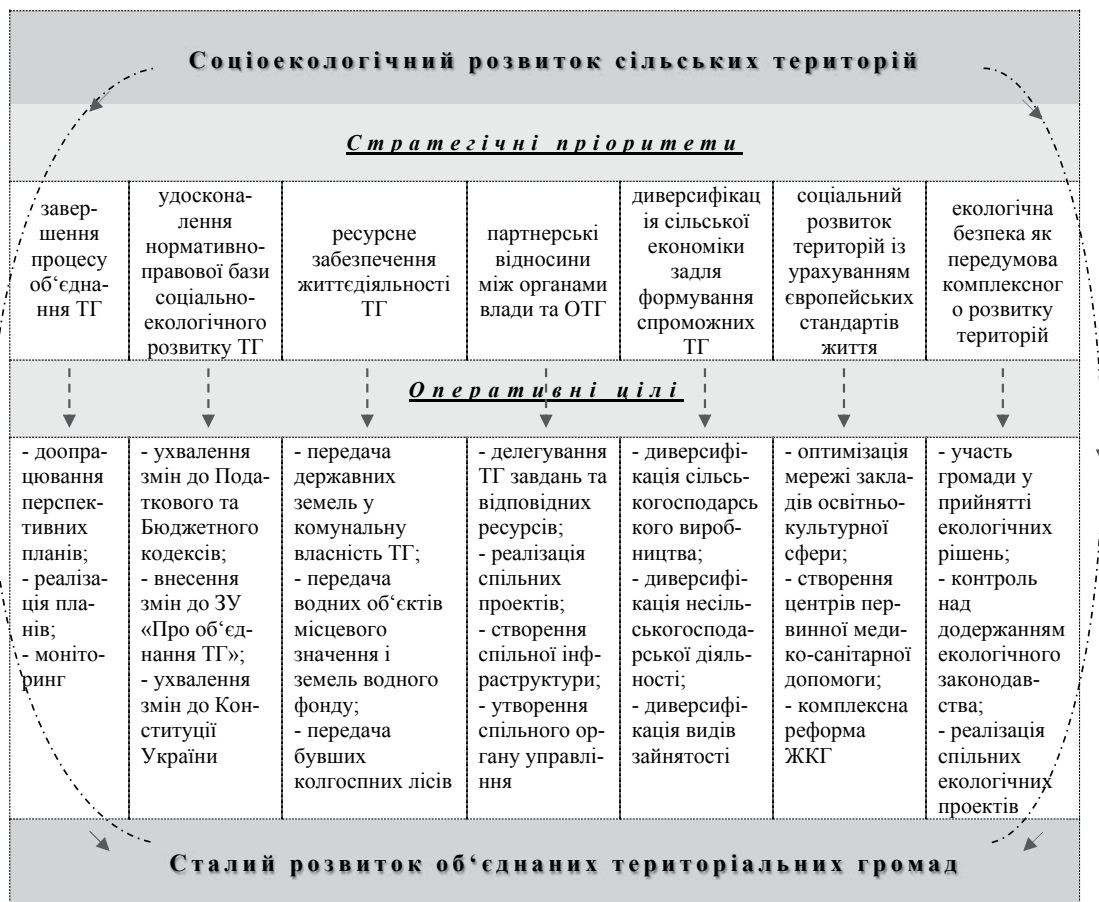 Соціоекологічний розвиток сільських територій
Стратегічні пріоритети
завер-
шення
процесу
об‘єдна-
ння ТГ
удоскона-
лення
нормативно-
правової бази
соціально-
екологічного
розвитку ТГ
ресурсне
забезпечення
життєдіяльності
ТГ
партнерські
відносини
між органами
влади та ОТГ
диверсифікац
ія сільської
економіки
задля
формування
спроможних
ТГ
соціальний
розвиток
територій із
урахуванням
європейських
стандартів
життя
екологічна
безпека як
передумова
комплексног
о розвитку
територій
Оперативні цілі
- доопра-
цювання
перспек-
тивних
планів;
- реаліза-
ція пла-
нів;
- моніто-
ринг
- ухвалення
змін до Пода-
ткового та
Бюджетного
кодексів;
- внесення
змін до ЗУ
«Про об‘єд-
нання ТГ»;
- ухвалення
змін до Кон-
ституції
України
- передача
державних
земель у
комунальну
власність ТГ;
- передача
водних об‘єктів
місцевого
значення і
земель водного
фонду;
- передача
бувших
колгоспних лісів
- делегування
ТГ завдань та
відповідних
ресурсів;
- реалізація
спільних
проектів;
- створення
спільної інф-
раструктури;
- утворення
спільного ор-
гану управлі-
ння
- диверсифі-
кація сільсь-
когосподарсь
кого вироб-
ництва;
- диверсифі-
кація несіль-
ськогоспода-
рської діяль-
ності;
- диверсифі-
кація видів
зайнятості
- оптимізація
мережі закла-
дів освітньо-
культурної
сфери;
- створення
центрів пер-
винної меди-
ко-санітарної
допомоги;
- комплексна
реформа
ЖКГ
- участь
громади у
прийнятті
екологічних
рішень;
- контроль
над
додержанням
екологічного
законодав-
ства;
- реалізація
спільних
екологічних
проектів
Сталий розвиток об‘єднаних територіальних громад